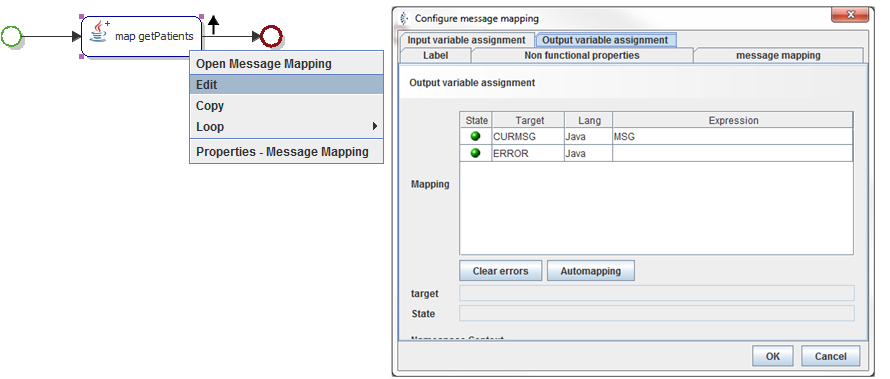 map getPatients
Open Message Mapping
Edit
Copy
Loop
Properties - Message Mapping
Configure message mapping
Input variable assignment Output variable assignment
Label Non functional properties message mapping
Output variable assignment
State Target Lang Expression
CURMSG Java MSG
ERROR Java
Mapping
Clear errors Automapping
target
State
Namespace Context
OK Cancel